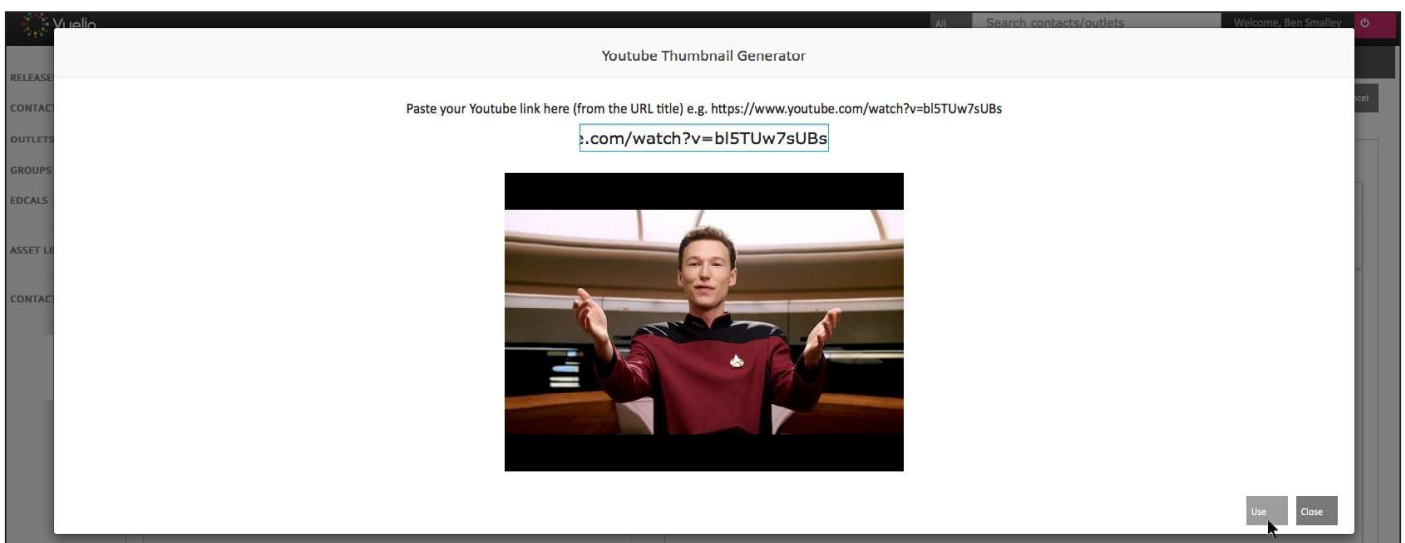 Vuelio
All
Search contacts/outlets
Welcome, Ben Smalley
Youtube Thumbnail Generator
RELEASE
CONTAC
OUTLETS
GROUPS
EDCALS
ASSET LI
CONTAC
Paste your Youtube link here (from the URL title) e.g. https://www.youtube.com/watch?v=bl5TUw7sUBs
.com/watch?v=bl5TUw7sUBs
Use
Close